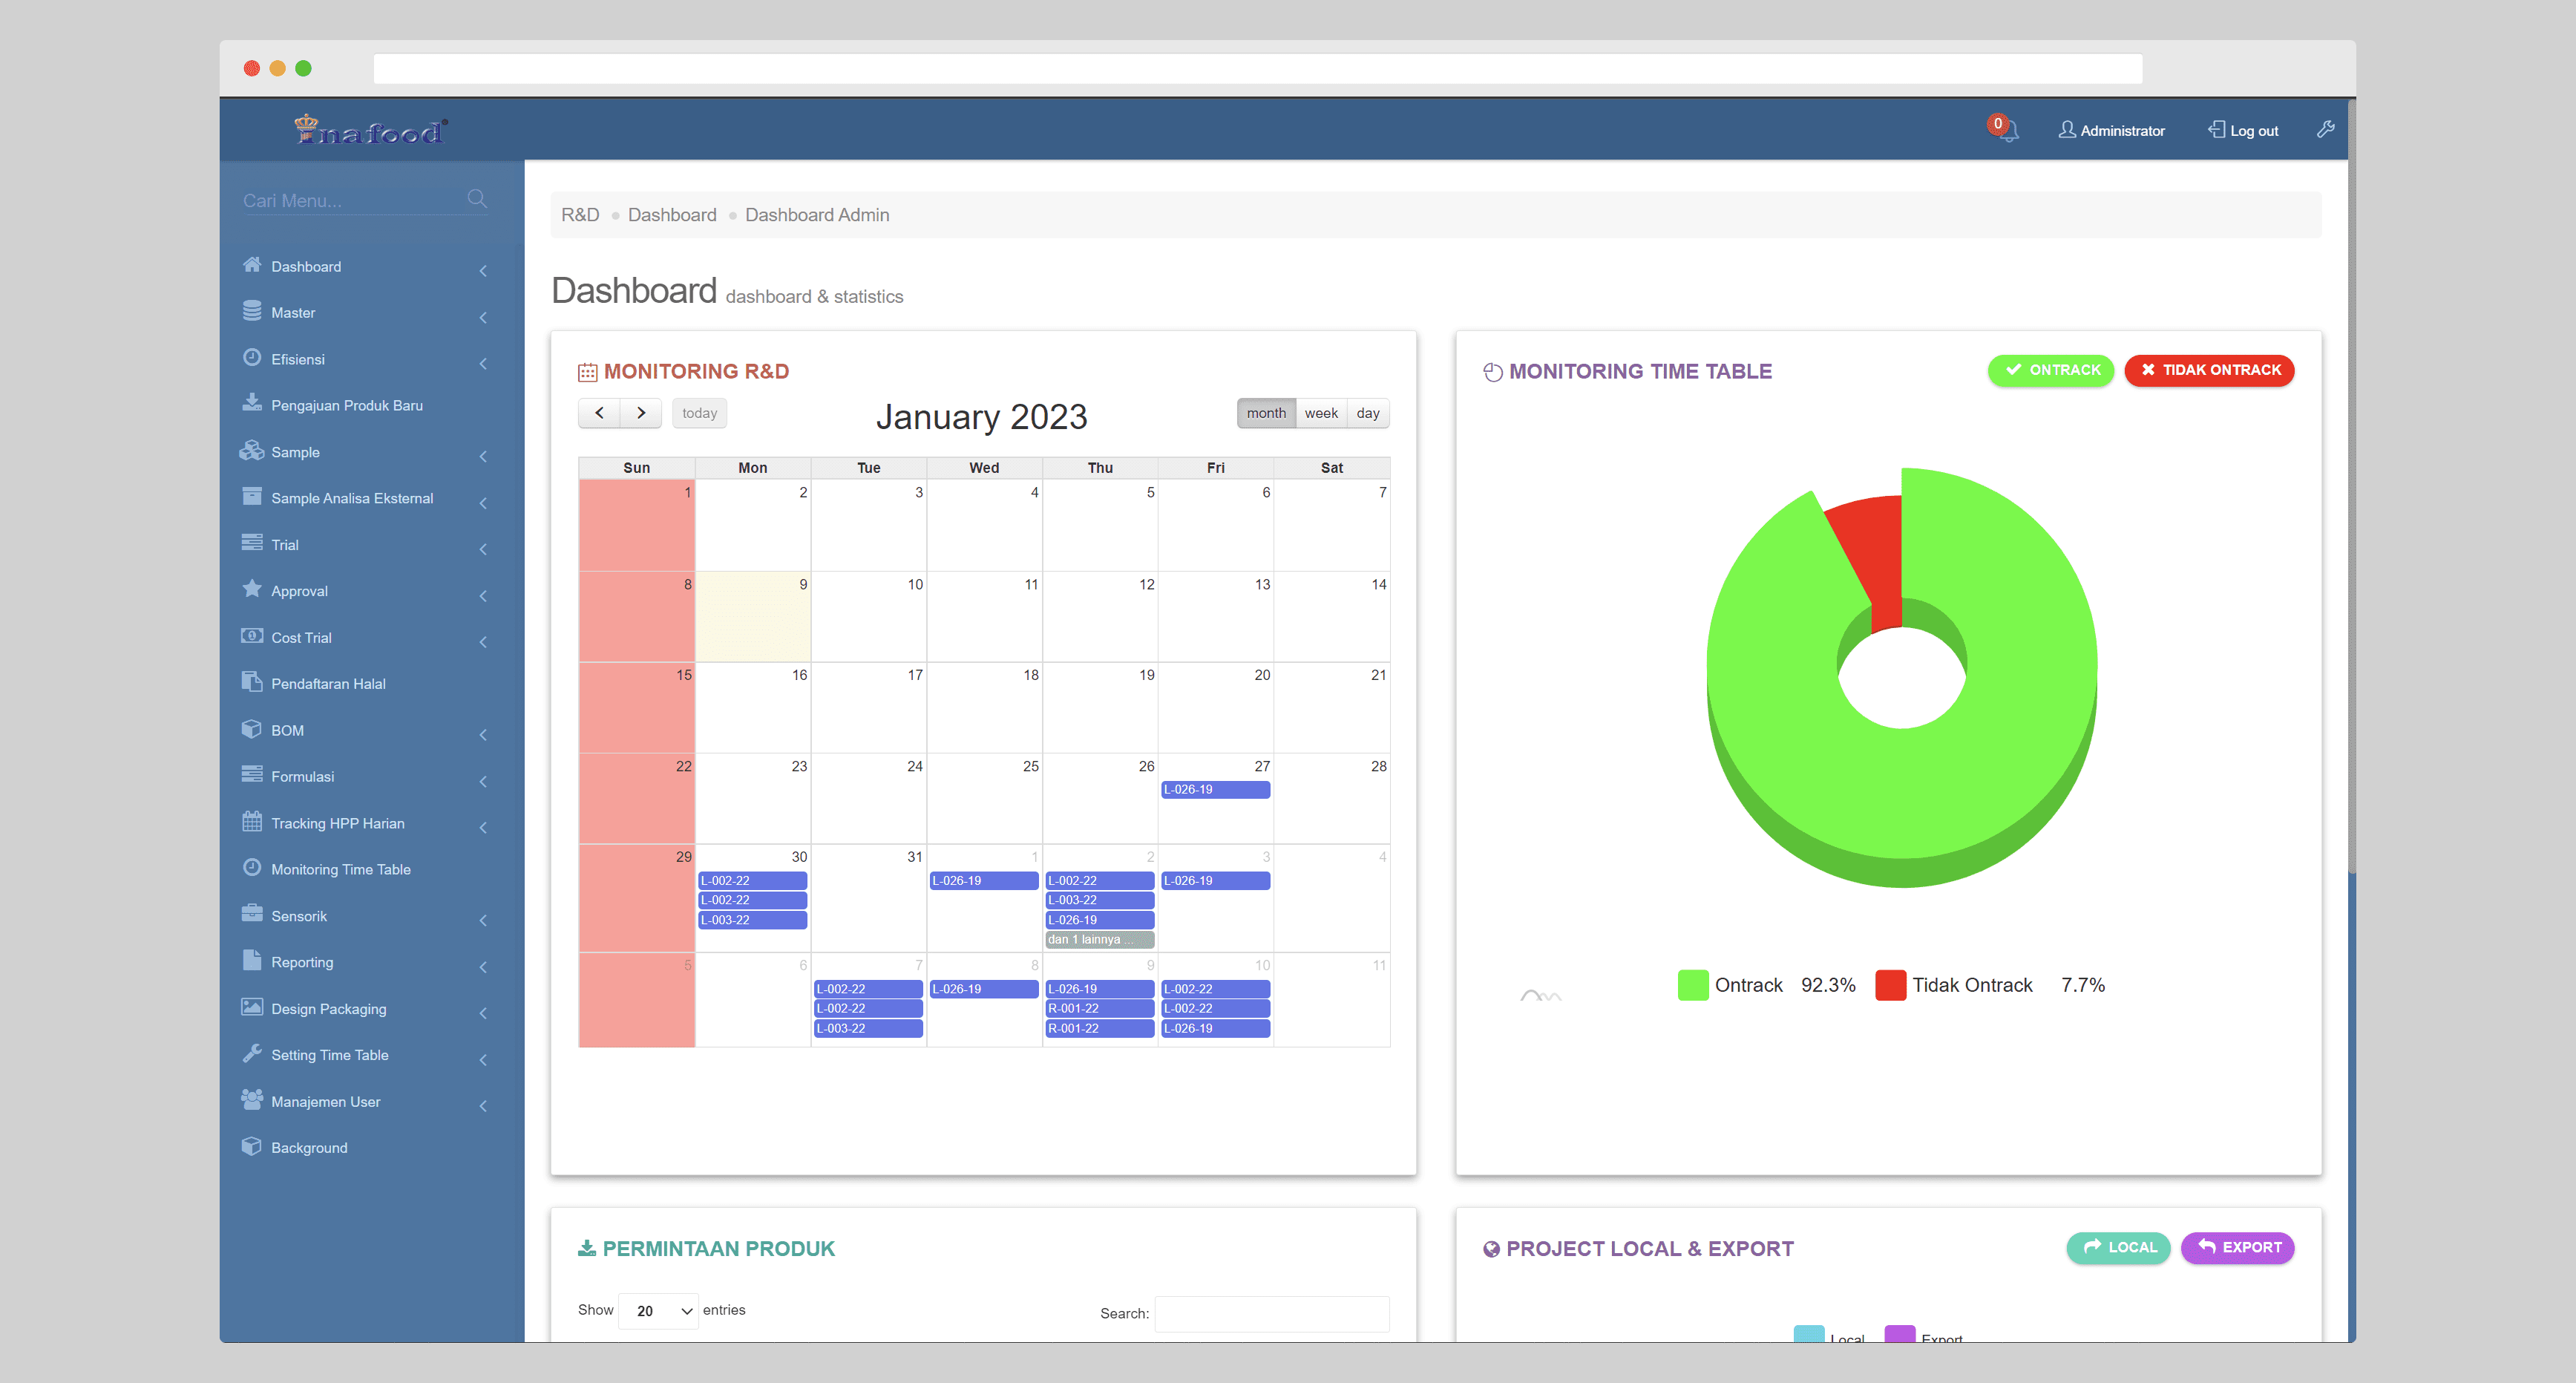 Inafood
0
Administrator
Log out
Cari Menu...
Dashboard
Master
Efisiensi
Pengajuan Produk Baru
Sample
Sample Analisa Eksternal
Trial
Approval
Cost Trial
Pendaftaran Halal
BOM
Formulasi
Tracking HPP Harian
Monitoring Time Table
Sensorik
Reporting
Design Packaging
Setting Time Table
Manajemen User
Background
R&D Dashboard Dashboard Admin
Dashboard dashboard & statistics
MONITORING R&D
today
January 2023
month week day
Sun Mon Tue Wed Thu Fri Sat
1 2 3 4 5 6 7
8 9 10 11 12 13 14
15 16 17 18 19 20 21
22 23 24 25 26 27 28
L-026-19
29 30 31 1 2 3 4
L-002-22 L-026-19 L-002-22 L-026-19
L-002-22 L-003-22
L-003-22 L-026-19
dan 1 lainnya ...
5 6 7 8 9 10 11
L-002-22 L-026-19 L-026-19 L-002-22
L-002-22 R-001-22 L-002-22
L-003-22 R-001-22 L-026-19
MONITORING TIME TABLE
ONTRACK
TIDAK ONTRACK
Ontrack 92.3% Tidak Ontrack 7.7%
PERMINTAAN PRODUK
Show 20 entries
Search:
PROJECT LOCAL & EXPORT
LOCAL
EXPORT
Local Export